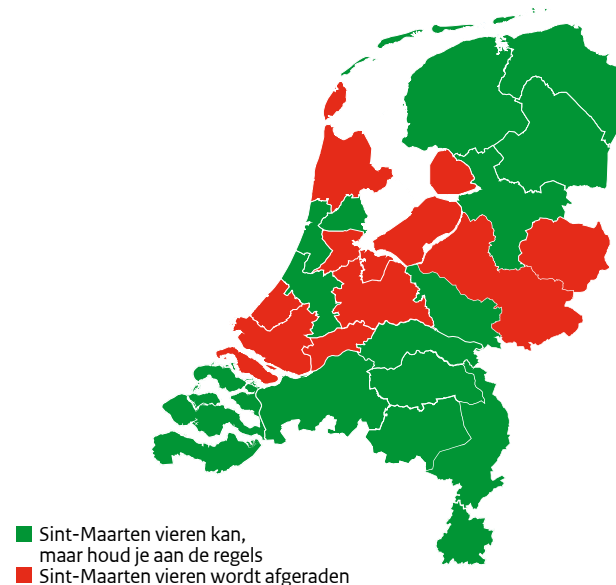 Sint-Maarten vieren kan,
maar houd je aan de regels
Sint-Maarten vieren wordt afgeraden